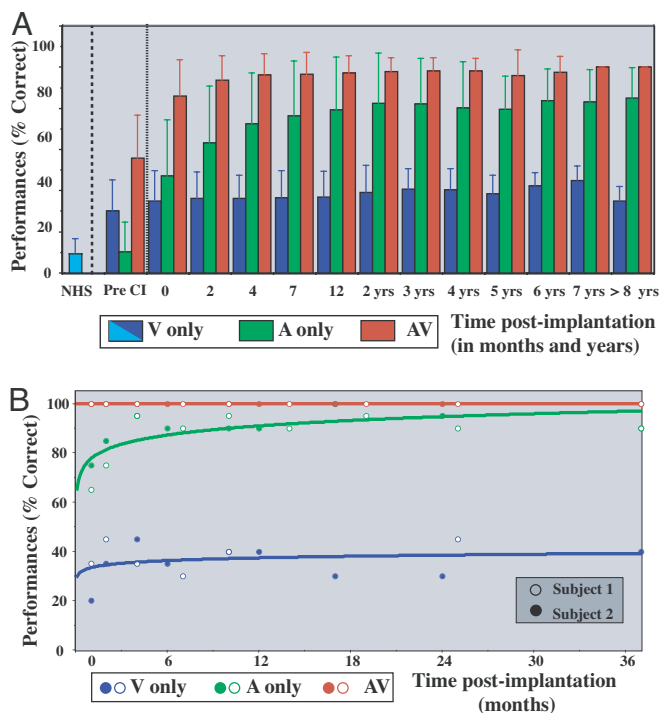 A
Performances (% Correct)
100
80
60
40
20
0
NHS Pre CI 0 2 4 7 12 2 yrs 3 yrs 4 yrs 5 yrs 6 yrs 7 yrs > 8 yrs
V only A only AV
Time post-implantation
(in months and years)
B
Performances (% Correct)
100
80
60
40
20
0
Subject 1
Subject 2
0 6 12 18 24 30 36
V only A only AV
Time post-implantation
(months)